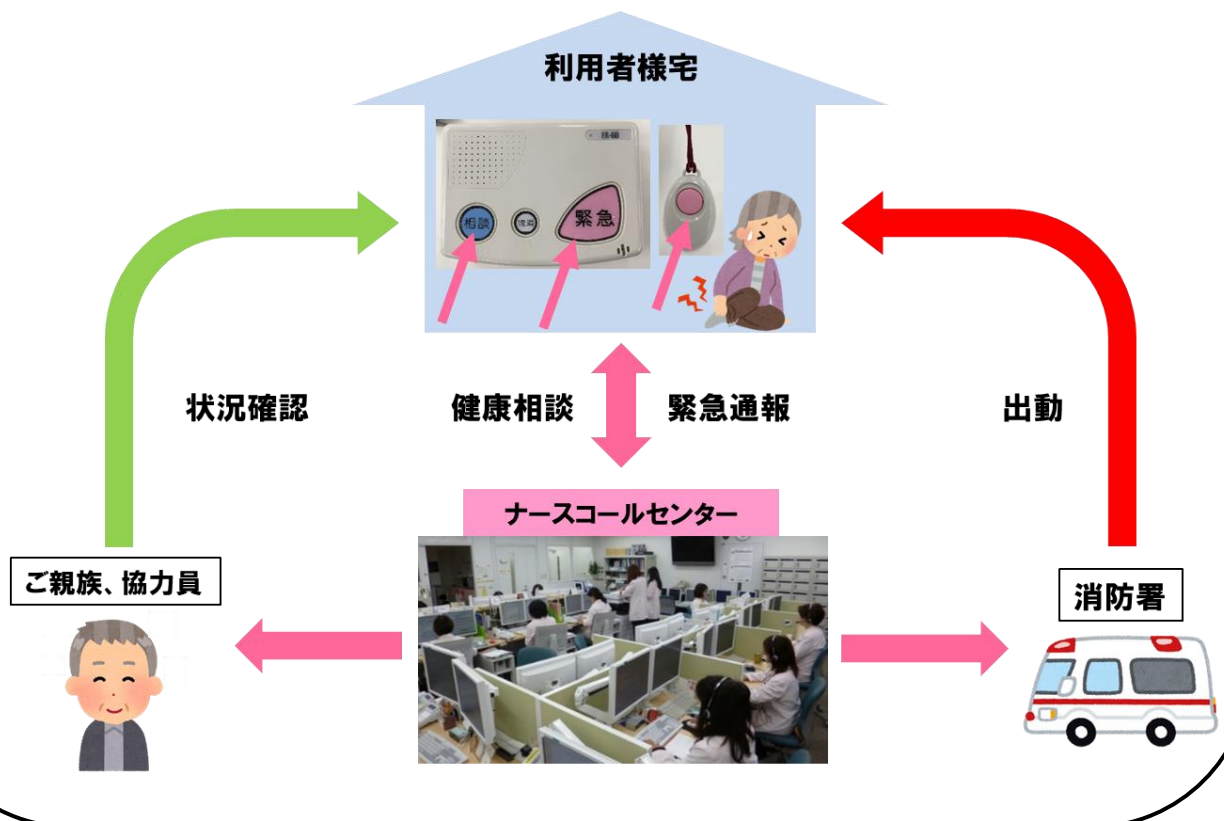 利用者様宅
相談
緊急
状況確認
健康相談
緊急通報
出動
ナースコールセンター
ご親族、協力員
消防署